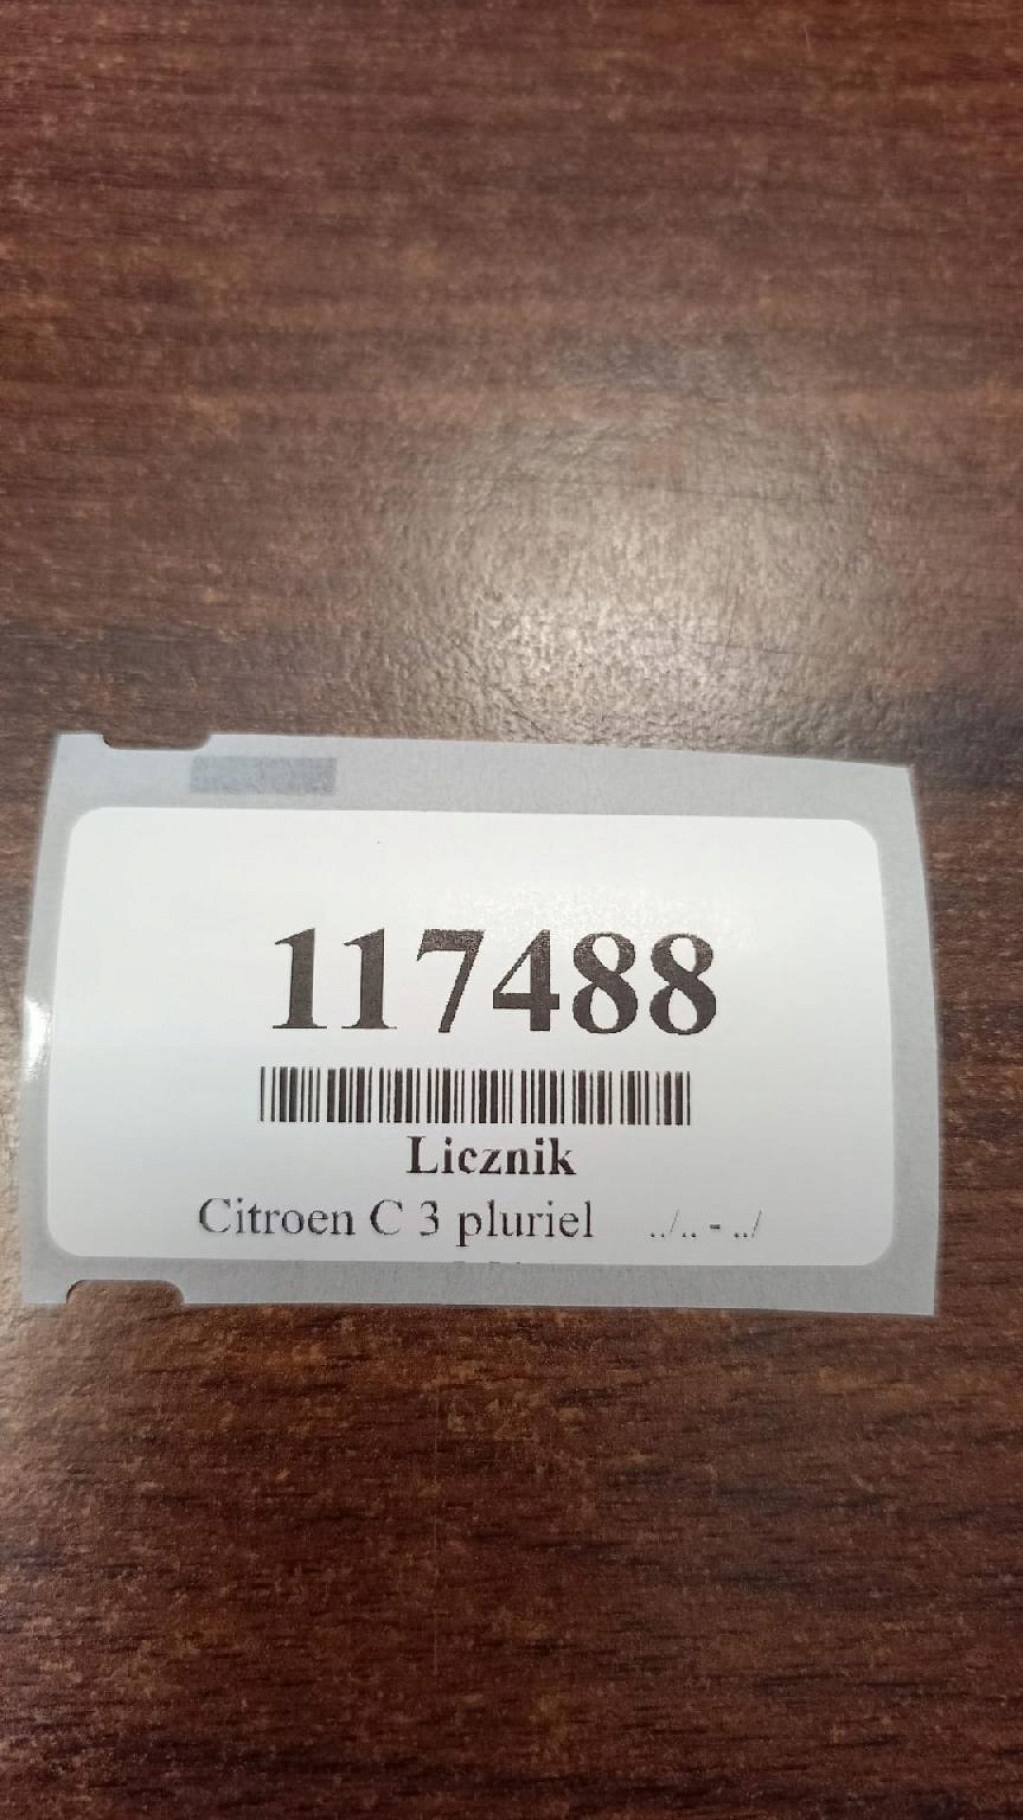 117488
Licznik
Citroen C 3 pluriel ../.. - ../